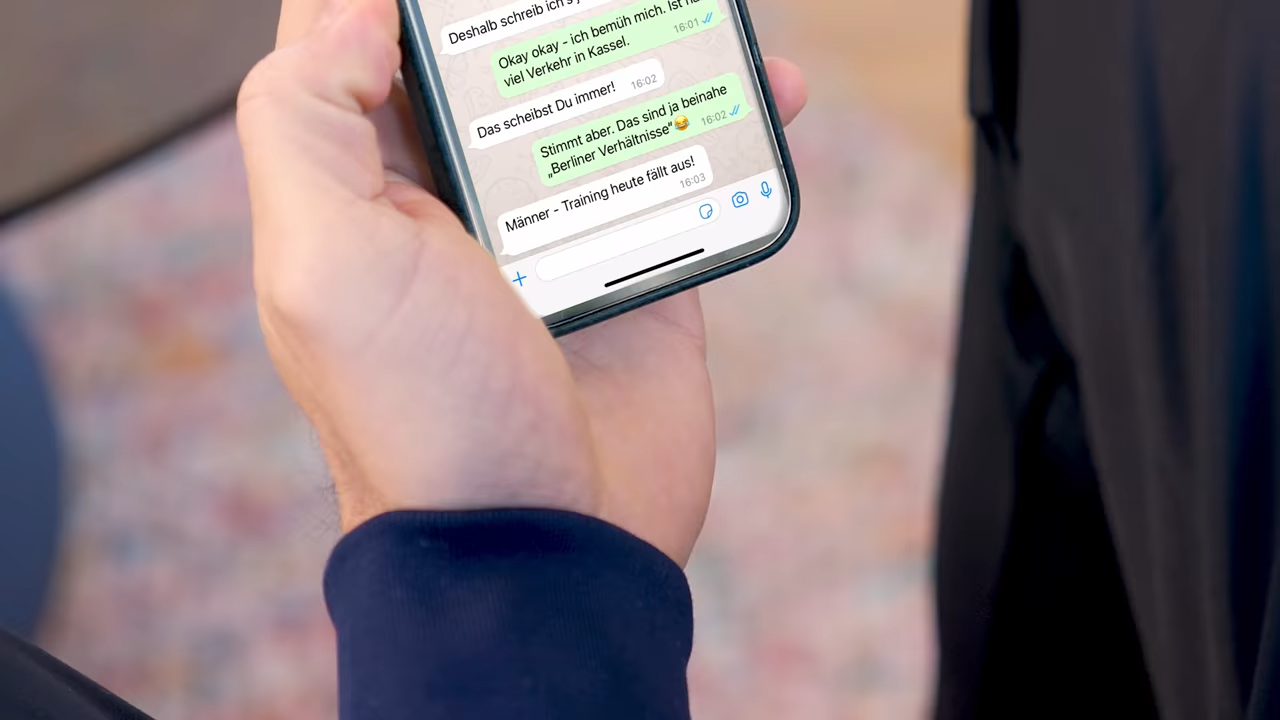 Deshalb schreib ich's
Okay okay - ich bemüh mich. Ist
viel Verkehr in Kassel.
16:01
Das scheibst Du immer!
16:02
Stimmt aber. Das sind ja beinahe
„Berliner Verhältnisse“😂
16:02
Männer - Training heute fällt aus!
16:03